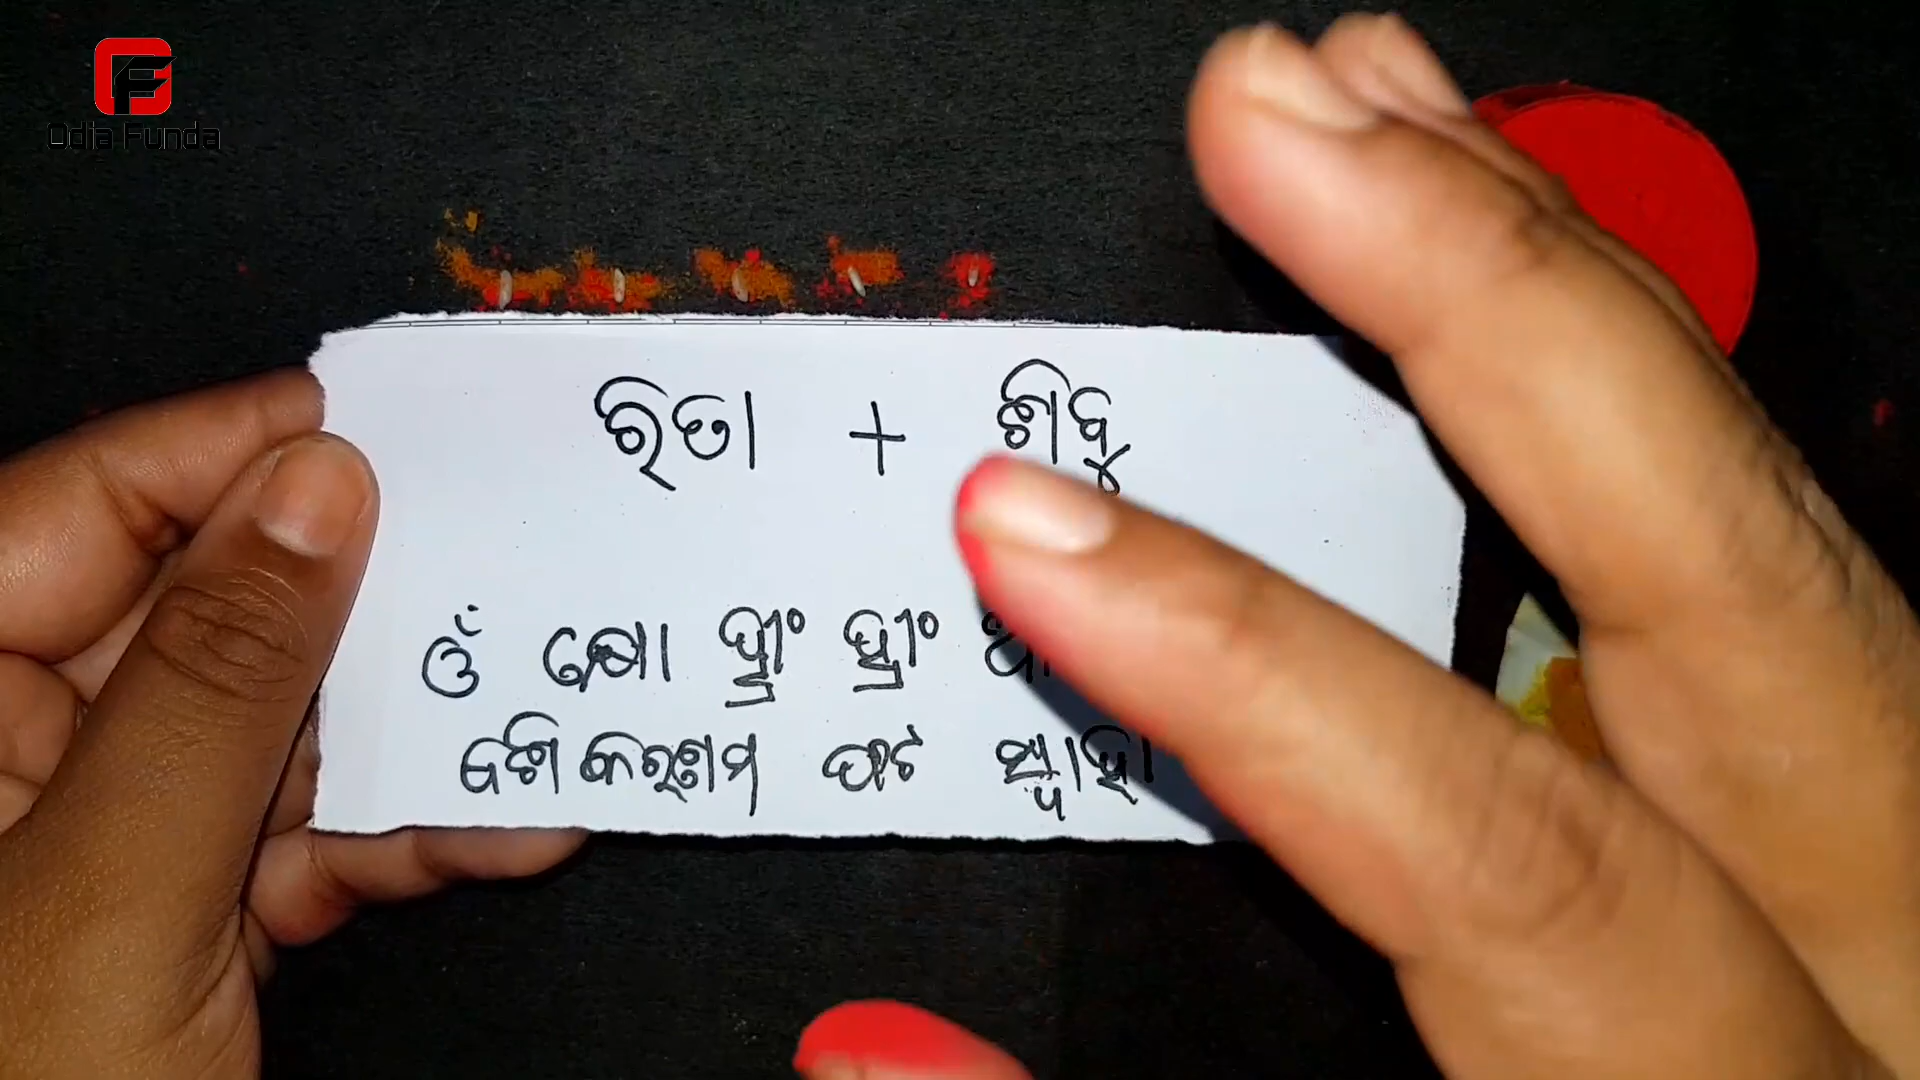 Odia Funda
ରିତା + ଶିବୁ
ଓଁ କ୍ଷୋ ହ୍ରୀଂ ହ୍ରୀଂ
ବଶିକରଣମ ଫଟ ସ୍ୱାହା